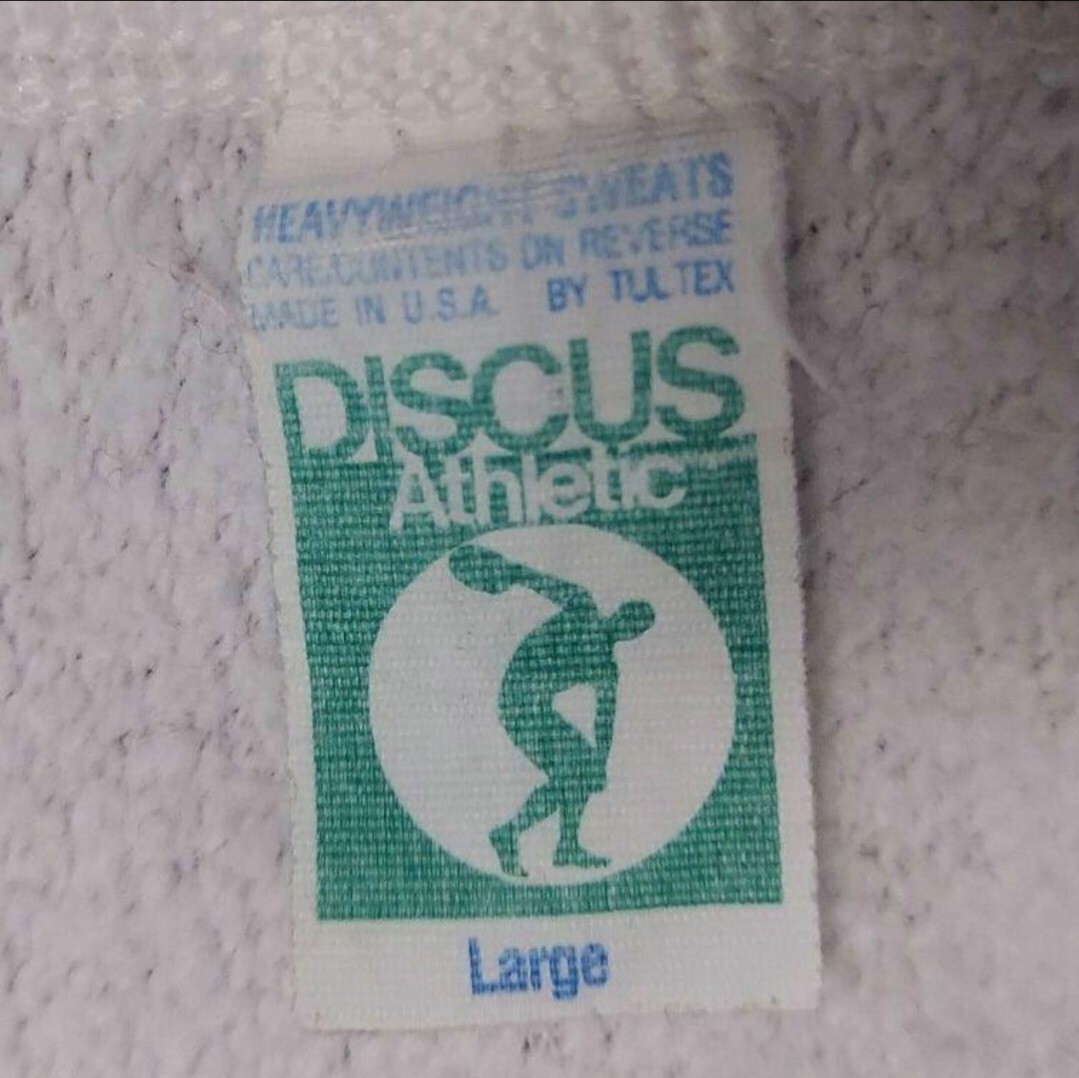 HEAVYWEIGHT SWEATS
CARE/CONTENTS ON REVERSE
MADE IN U.S.A. BY TULTEX
DISCUS
Athletic
Large